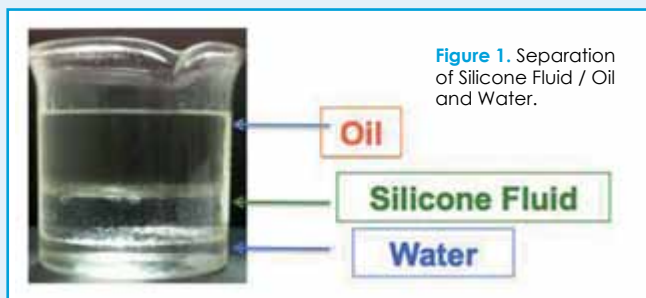 Figure 1. Separation
of Silicone Fluid / Oil
and Water.
Oil
Silicone Fluid
Water